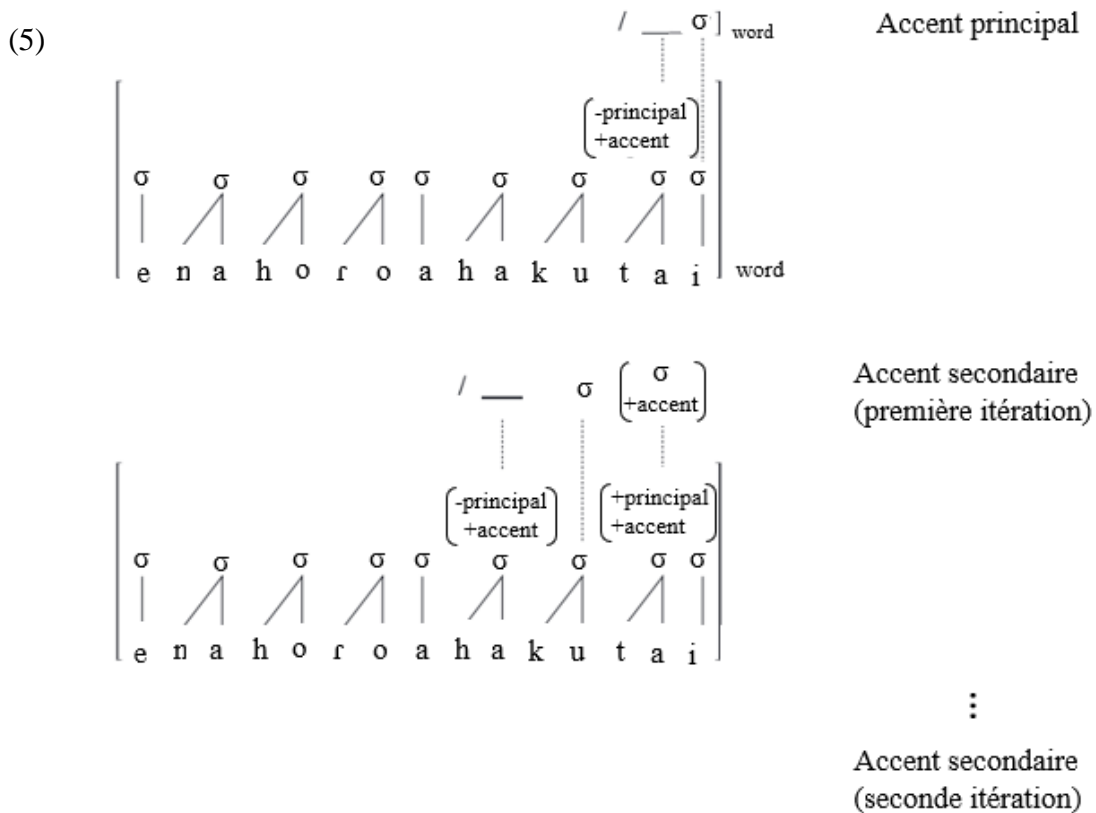 (5)
/ __ σ ] word Accent principal
-principal
+accent
σ σ σ σ σ σ σ σ σ
e n a h o ɾ o a h a k u t a i word
/ __ σ σ Accent secondaire
+accent (première itération)
-principal +principal
+accent +accent
σ σ σ σ σ σ σ σ σ
e n a h o ɾ o a h a k u t a i
⋮
Accent secondaire
(seconde itération)